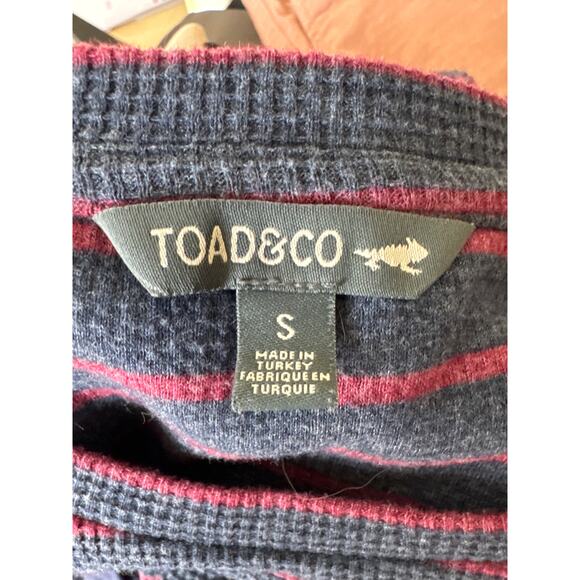 TOAD&CO
S
MADE IN
TURKEY
FABRIQUE EN
TURQUIE